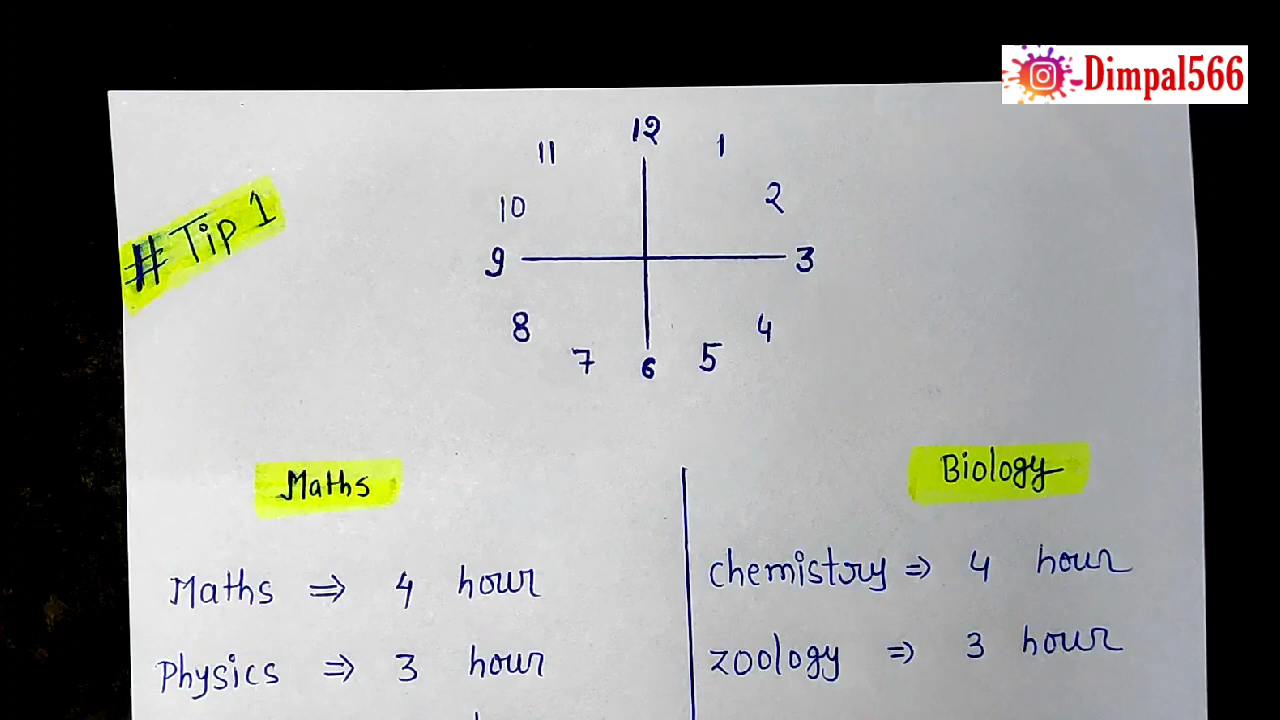 Dimpal566
# Tip 1
12
11
1
10
2
9
3
8
4
7
6
5
Maths
Maths ⇒ 4 hour
Physics ⇒ 3 hour
Biology
Chemistry ⇒ 4 hour
Zoology ⇒ 3 hour